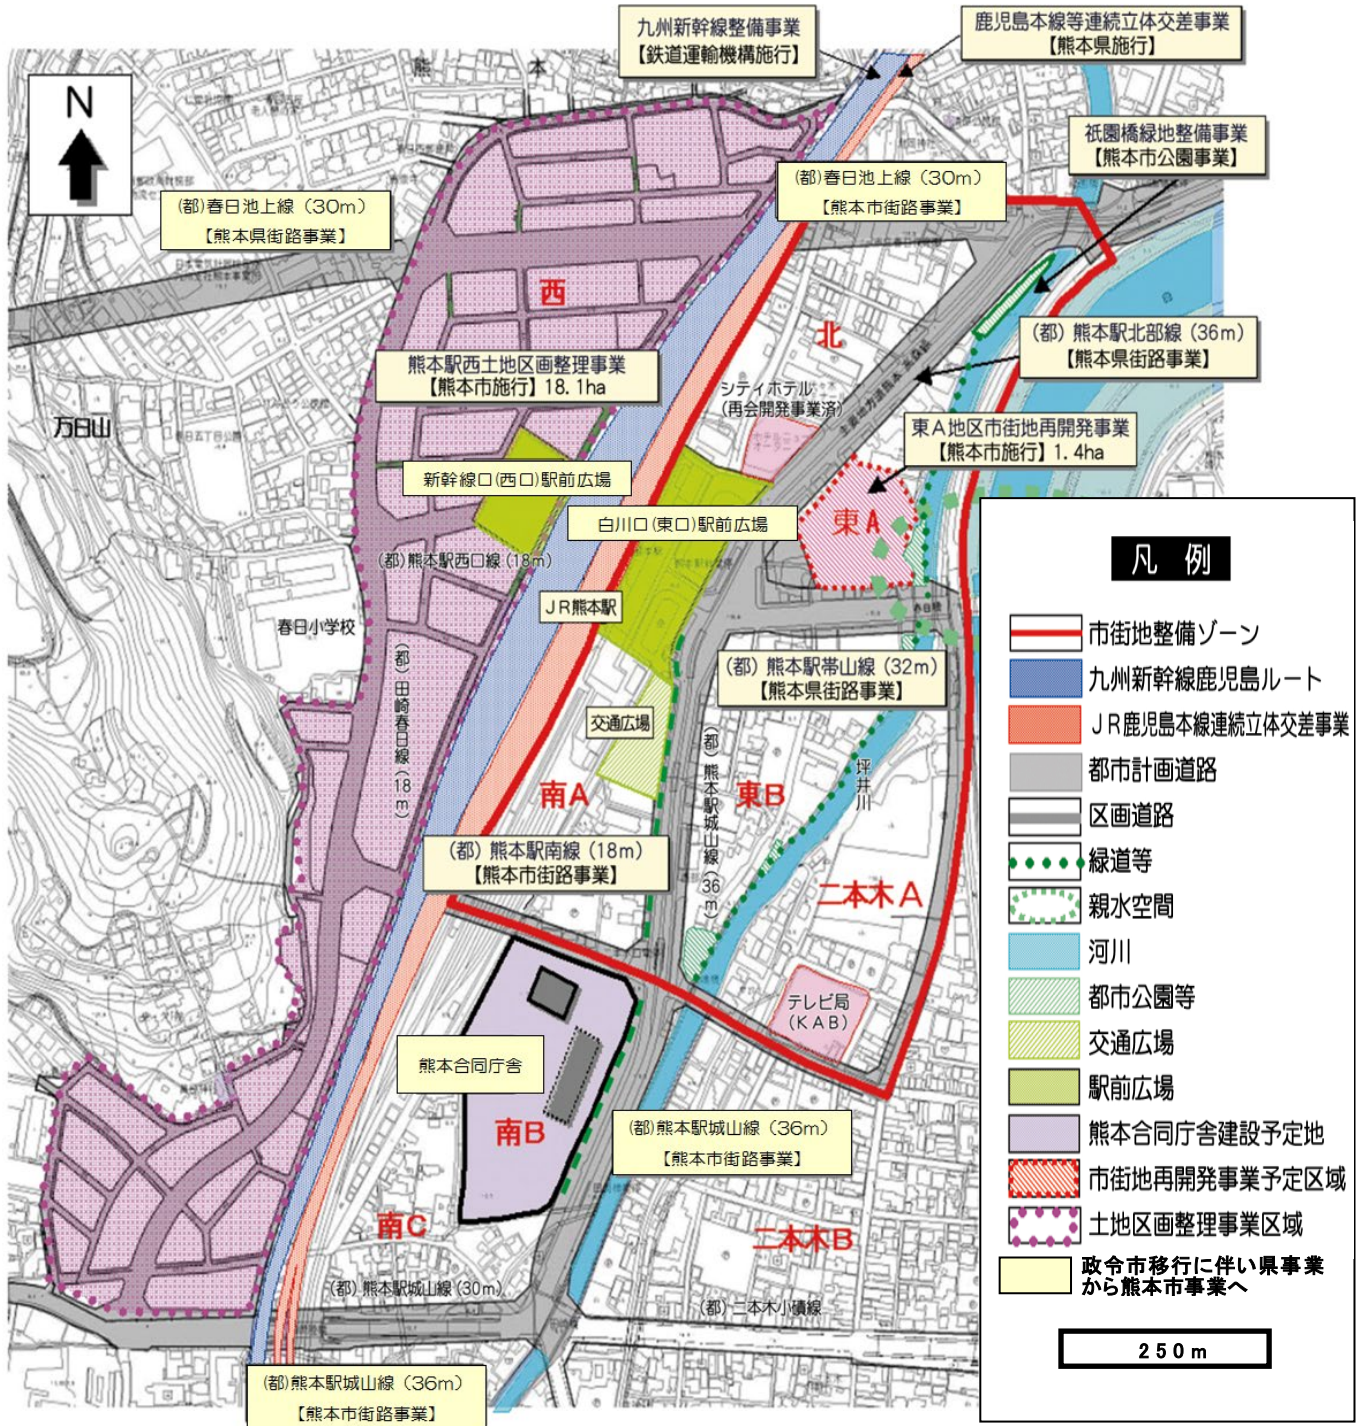 九州新幹線整備事業
【鉄道運輸機構施行】
鹿児島本線等連続立体交差事業
【熊本県施行】
熊　本
N
祇園橋緑地整備事業
【熊本市公園事業】
(都)春日池上線（30m）
【熊本市街路事業】
(都)春日池上線（30m）
【熊本県街路事業】
西
北
(都) 熊本駅北部線 (36m)
【熊本県街路事業】
熊本駅西土地区画整理事業
【熊本市施行】18.1ha
シティホテル
(再会開発事業済)
万日山
東A地区市街地再開発事業
【熊本市施行】1.4ha
新幹線口(西口)駅前広場
白川口(東口)駅前広場
東A
(都)熊本駅西口線(18m)
JR熊本駅
春日小学校
(都)田崎春日線(18m)
(都) 熊本駅帯山線 (32m)
【熊本県街路事業】
交通広場
(都)熊本駅城山線(36m)
坪井川
南A
東B
(都) 熊本駅南線 (18m)
【熊本市街路事業】
二本木A
テレビ局
(KAB)
熊本合同庁舎
南B
(都)熊本駅城山線（36m）
【熊本市街路事業】
南C
二本木B
(都) 熊本駅城山線(30m)
(都) 二本木小磧線
(都)熊本駅城山線（36m）
【熊本市街路事業】
凡 例
市街地整備ゾーン
九州新幹線鹿児島ルート
JR鹿児島本線連続立体交差事業
都市計画道路
区画道路
緑道等
親水空間
河川
都市公園等
交通広場
駅前広場
熊本合同庁舎建設予定地
市街地再開発事業予定区域
土地区画整理事業区域
政令市移行に伴い県事業
から熊本市事業へ
250m